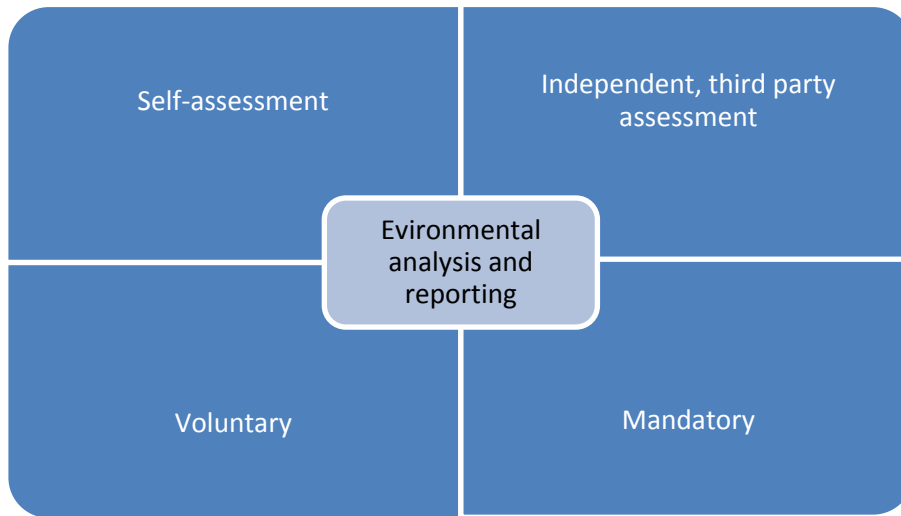 Self-assessment
Independent, third party
assessment
Evironmental
analysis and
reporting
Voluntary
Mandatory